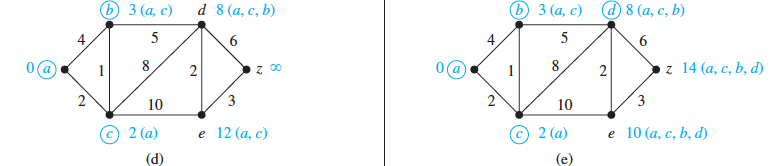 b 3 (a, c) d 8 (a, c, b)
4 5 6
0 a 1 8 2 z ∞
2 10 3
c 2 (a) e 12 (a, c)
(d)
b 3 (a, c) d 8 (a, c, b)
4 5 6
0 a 1 8 2 z 14 (a, c, b, d)
2 10 3
c 2 (a) e 10 (a, c, b, d)
(e)